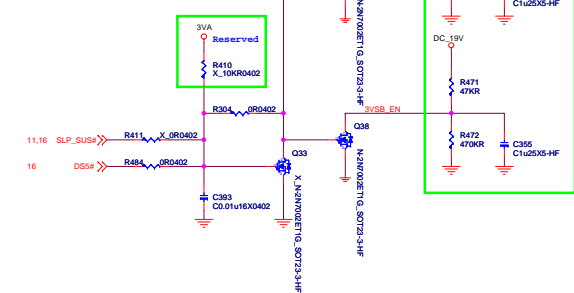 C1u25X5-HF
N-2N7002ET1G_SOT23-3-HF
3VA
Reserved
DC_19V
R410
X_10KR0402
R471
47KR
R304
0R0402
3VSB_EN
11,16
SLP_SUS#
R411
X_0R0402
Q38
N-2N7002ET1G_SOT23-3-HF
R472
470KR
C355
C1u25X5-HF
16
DS5#
R484
0R0402
Q33
X_N-2N7002ET1G_SOT23-3-HF
C393
C0.01u16X0402